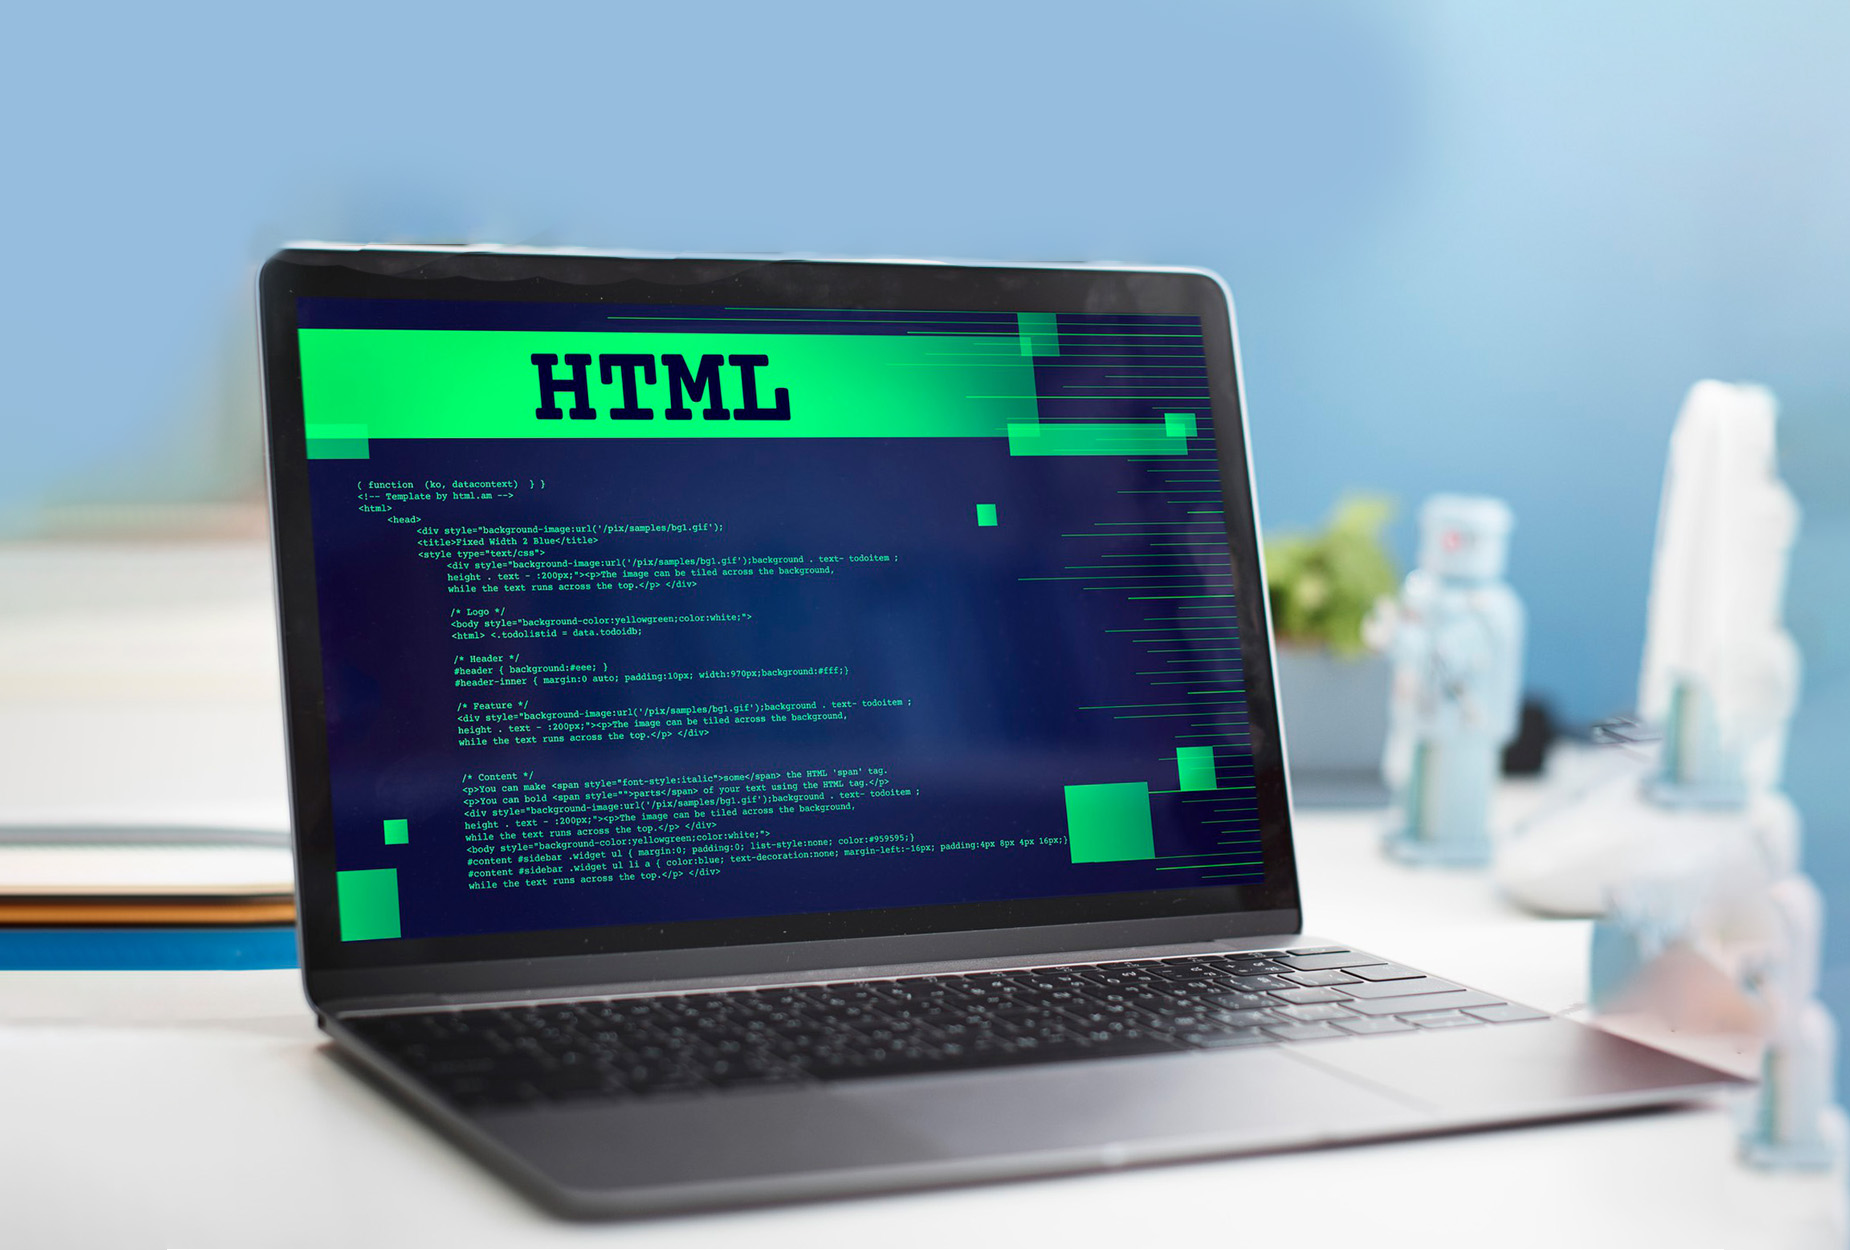 HTML
( function  (ko, datacontext)  } }
<!-- Template by html.am -->
<html>
<head>
<div style="background-image:url('/pix/samples/bg1.gif');
<title>Fixed Width 2 Blue</title>
<style type="text/css">
<div style="background-image:url('/pix/samples/bg1.gif');background . text- todoitem ;
height . text - :200px;"><p>The image can be tiled across the background,
while the text runs across the top.</p> </div>
/* Logo */
<body style="background-color:yellowgreen;color:white;">
<html> <.todolistid = data.todoidb;
/* Header */
#header { background:#eee; }
#header-inner { margin:0 auto; padding:10px; width:970px;background:#fff;}
/* Feature */
<div style="background-image:url('/pix/samples/bg1.gif');background . text- todoitem ;
height . text - :200px;"><p>The image can be tiled across the background,
while the text runs across the top.</p> </div>
/* Content */
<p>You can make <span style="font-style:italic">some</span> the HTML 'span' tag.
<p>You can bold <span style="">parts</span> of your text using the HTML tag.</p>
<div style="background-image:url('/pix/samples/bg1.gif');background . text- todoitem ;
height . text - :200px;"><p>The image can be tiled across the background,
while the text runs across the top.</p> </div>
<body style="background-color:yellowgreen;color:white;">
#content #sidebar .widget ul { margin:0; padding:0; list-style:none; color:#959595;}
#content #sidebar .widget ul li a { color:blue; text-decoration:none; margin-left:-16px; padding:4px 8px 4px 16px;}
while the text runs across the top.</p> </div>